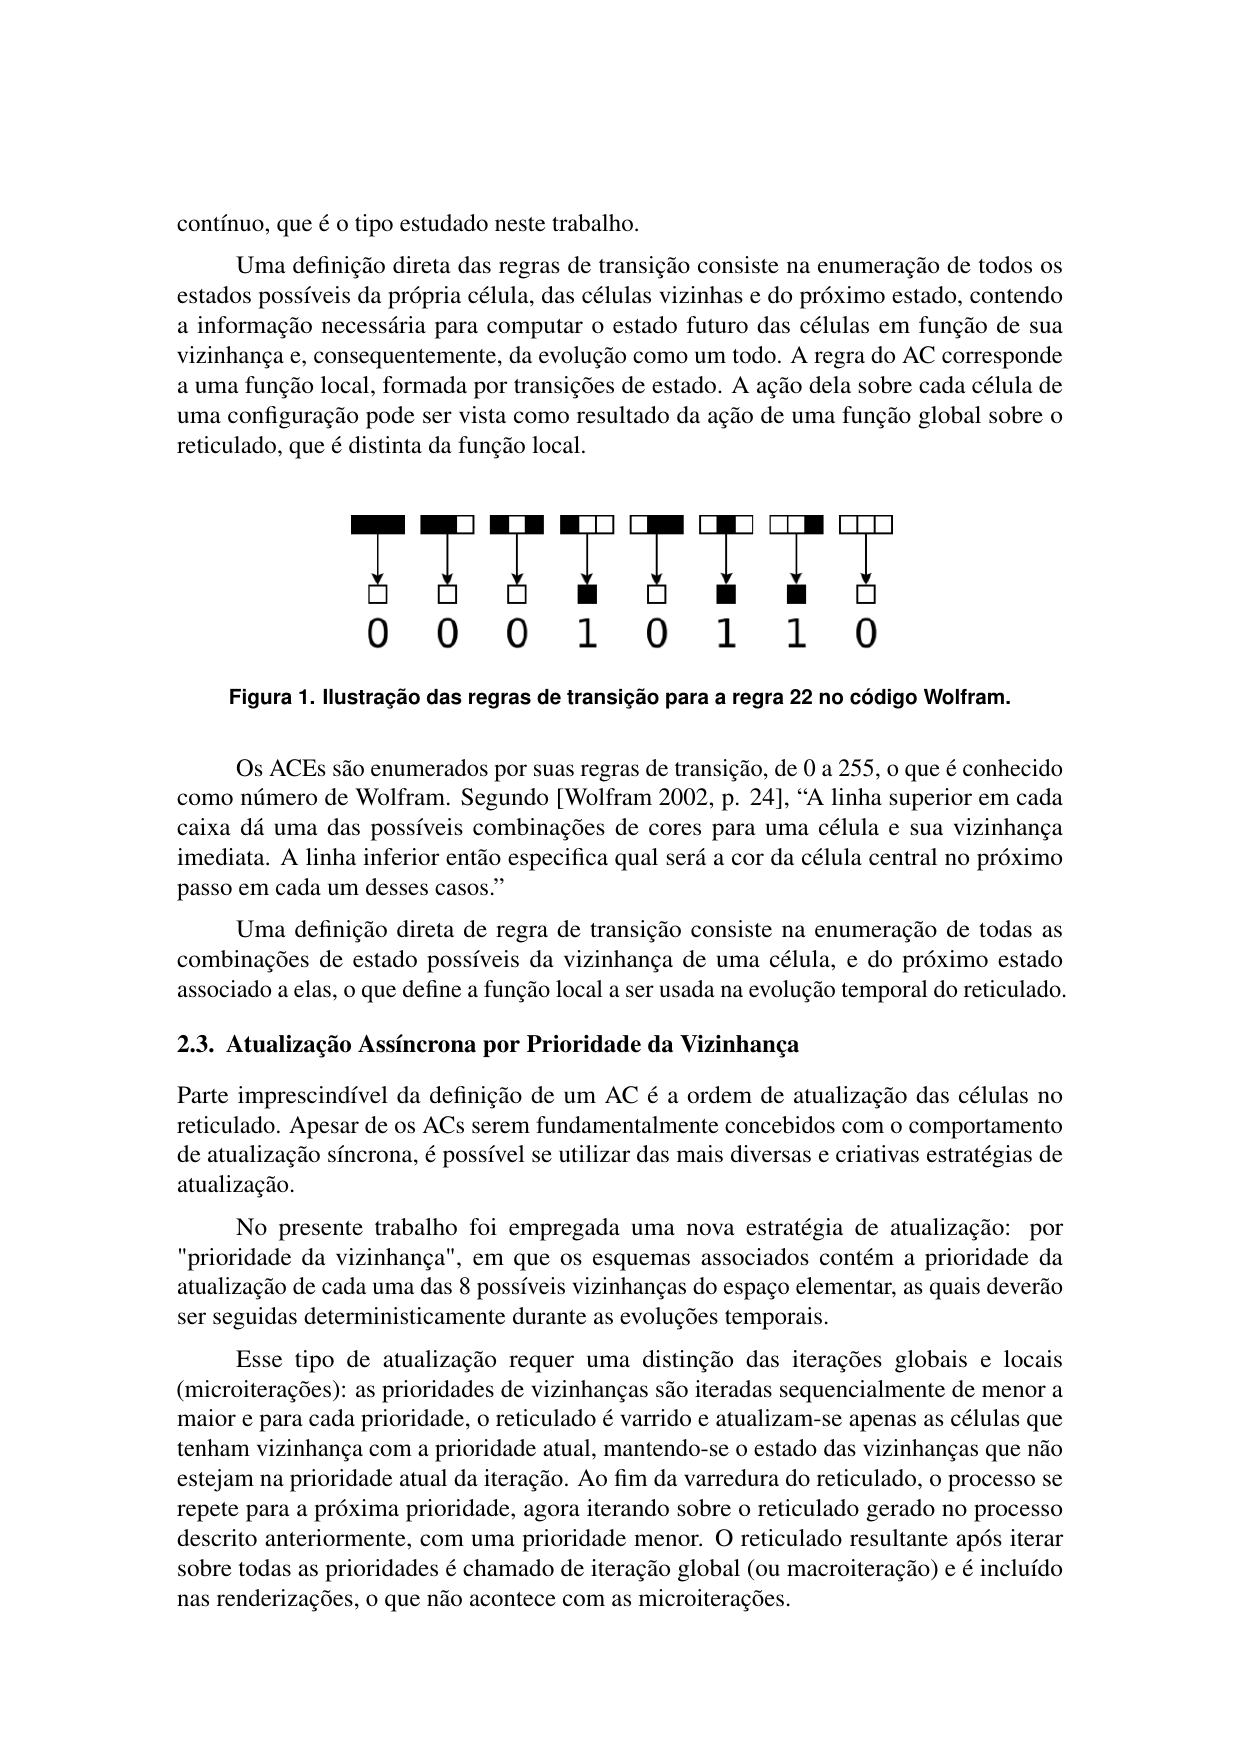 contínuo, que é o tipo estudado neste trabalho.
Uma definição direta das regras de transição consiste na enumeração de todos os
estados possíveis da própria célula, das células vizinhas e do próximo estado, contendo
a informação necessária para computar o estado futuro das células em função de sua
vizinhança e, consequentemente, da evolução como um todo. A regra do AC corresponde
a uma função local, formada por transições de estado. A ação dela sobre cada célula de
uma configuração pode ser vista como resultado da ação de uma função global sobre o
reticulado, que é distinta da função local.
0 0 0 1 0 1 1 0
Figura 1. Ilustração das regras de transição para a regra 22 no código Wolfram.
Os ACEs são enumerados por suas regras de transição, de 0 a 255, o que é conhecido
como número de Wolfram. Segundo [Wolfram 2002, p. 24], “A linha superior em cada
caixa dá uma das possíveis combinações de cores para uma célula e sua vizinhança
imediata. A linha inferior então especifica qual será a cor da célula central no próximo
passo em cada um desses casos.”
Uma definição direta de regra de transição consiste na enumeração de todas as
combinações de estado possíveis da vizinhança de uma célula, e do próximo estado
associado a elas, o que define a função local a ser usada na evolução temporal do reticulado.
2.3. Atualização Assíncrona por Prioridade da Vizinhança
Parte imprescindível da definição de um AC é a ordem de atualização das células no
reticulado. Apesar de os ACs serem fundamentalmente concebidos com o comportamento
de atualização síncrona, é possível se utilizar das mais diversas e criativas estratégias de
atualização.
No presente trabalho foi empregada uma nova estratégia de atualização: por
"prioridade da vizinhança", em que os esquemas associados contém a prioridade da
atualização de cada uma das 8 possíveis vizinhanças do espaço elementar, as quais deverão
ser seguidas deterministicamente durante as evoluções temporais.
Esse tipo de atualização requer uma distinção das iterações globais e locais
(microiterações): as prioridades de vizinhanças são iteradas sequencialmente de menor a
maior e para cada prioridade, o reticulado é varrido e atualizam-se apenas as células que
tenham vizinhança com a prioridade atual, mantendo-se o estado das vizinhanças que não
estejam na prioridade atual da iteração. Ao fim da varredura do reticulado, o processo se
repete para a próxima prioridade, agora iterando sobre o reticulado gerado no processo
descrito anteriormente, com uma prioridade menor. O reticulado resultante após iterar
sobre todas as prioridades é chamado de iteração global (ou macroiteração) e é incluído
nas renderizações, o que não acontece com as microiterações.